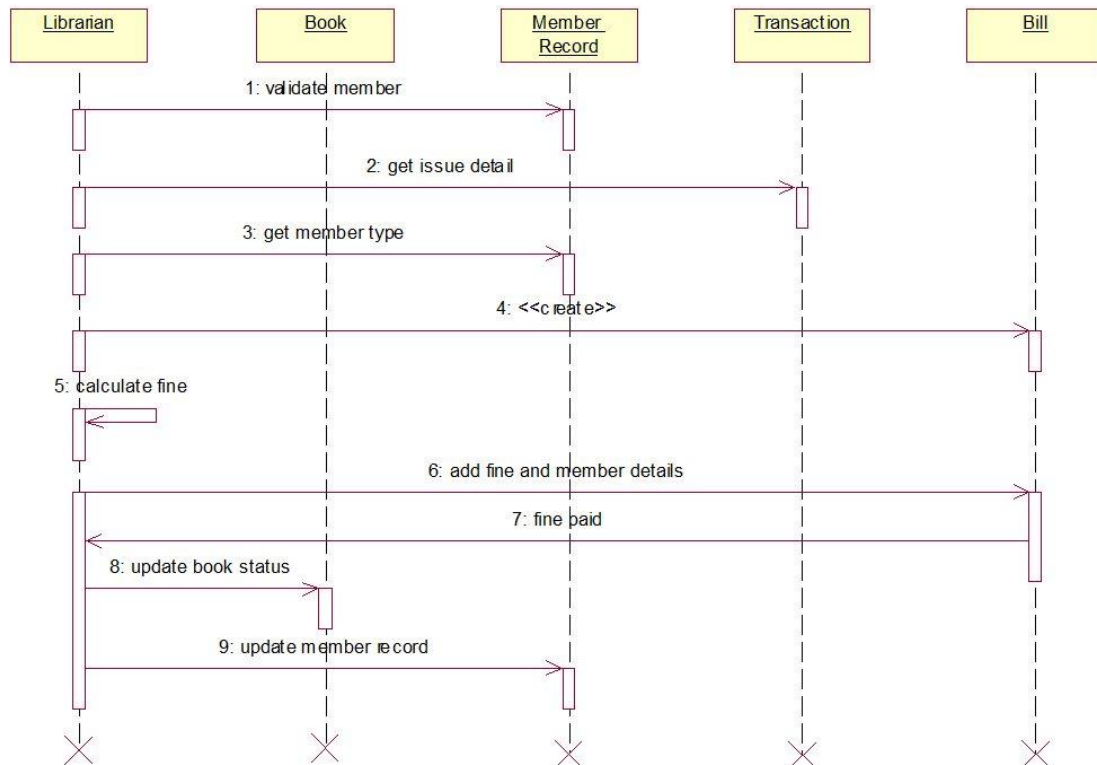 Librarian
Book
Member
Record
Transaction
Bill
1: validate member
2: get issue detail
3: get member type
4: <<create>>
5: calculate fine
6: add fine and member details
7: fine paid
8: update book status
9: update member record